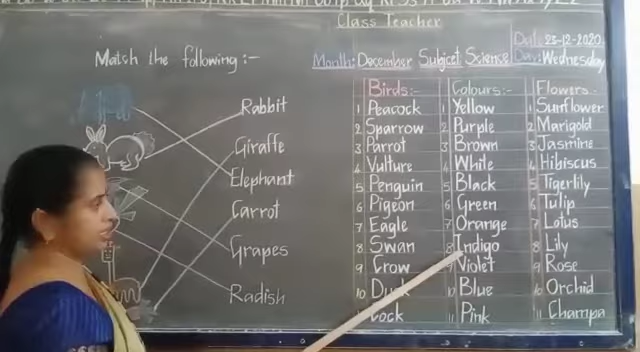 Class Teacher
Date: 23-12-2020
Match the following:-
Month: December Subjcet Science Day: Wednesday
Rabbit
Giraffe
Elephant
Carrot
Grapes
Radish
Birds:- Colours:- Flowers:-
1 Peacock 1 Yellow 1 Sunflower
2 Sparrow 2 Purple 2 Marigold
3 Parrot 3 Brown 3 Jasmine
4 Vulture 4 White 4 Hibiscus
5 Penguin 5 Black 5 Tigerlily
6 Pigeon 6 Green 6 Tulip
7 Eagle 7 Orange 7 Lotus
8 Swan 8 Indigo 8 Lily
9 Crow 9 Violet 9 Rose
10 Duck 10 Blue 10 Orchid
Cock 11 Pink 11 Champa